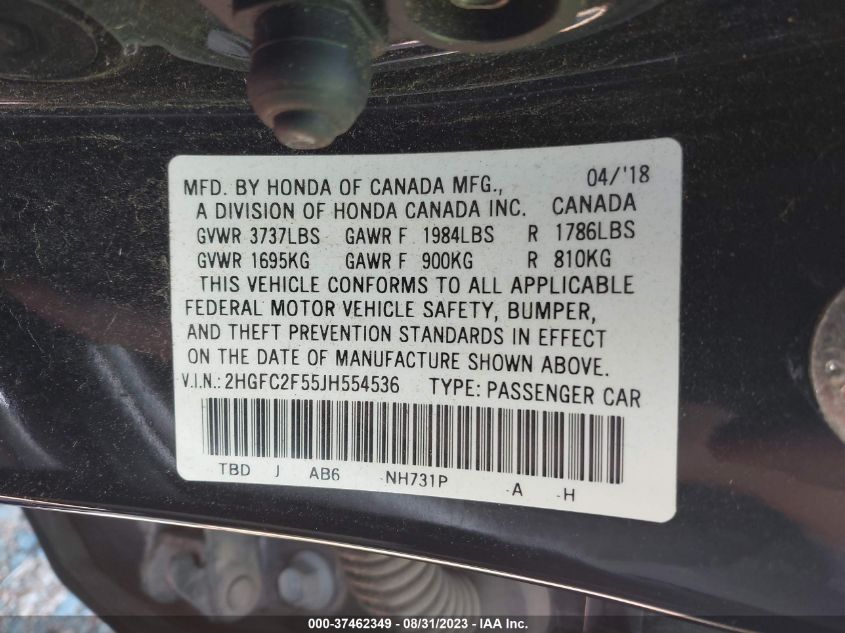 MFD. BY HONDA OF CANADA MFG., 04/'18
A DIVISION OF HONDA CANADA INC. CANADA
GVWR 3737LBS GAWR F 1984LBS R 1786LBS
GVWR 1695KG GAWR F 900KG R 810KG
THIS VEHICLE CONFORMS TO ALL APPLICABLE
FEDERAL MOTOR VEHICLE SAFETY, BUMPER,
AND THEFT PREVENTION STANDARDS IN EFFECT
ON THE DATE OF MANUFACTURE SHOWN ABOVE.
V.I.N.: 2HGFC2F55JH554536 TYPE: PASSENGER CAR
TBD J AB6 -NH731P -A -H
000-37462349 - 08/31/2023 - IAA Inc.